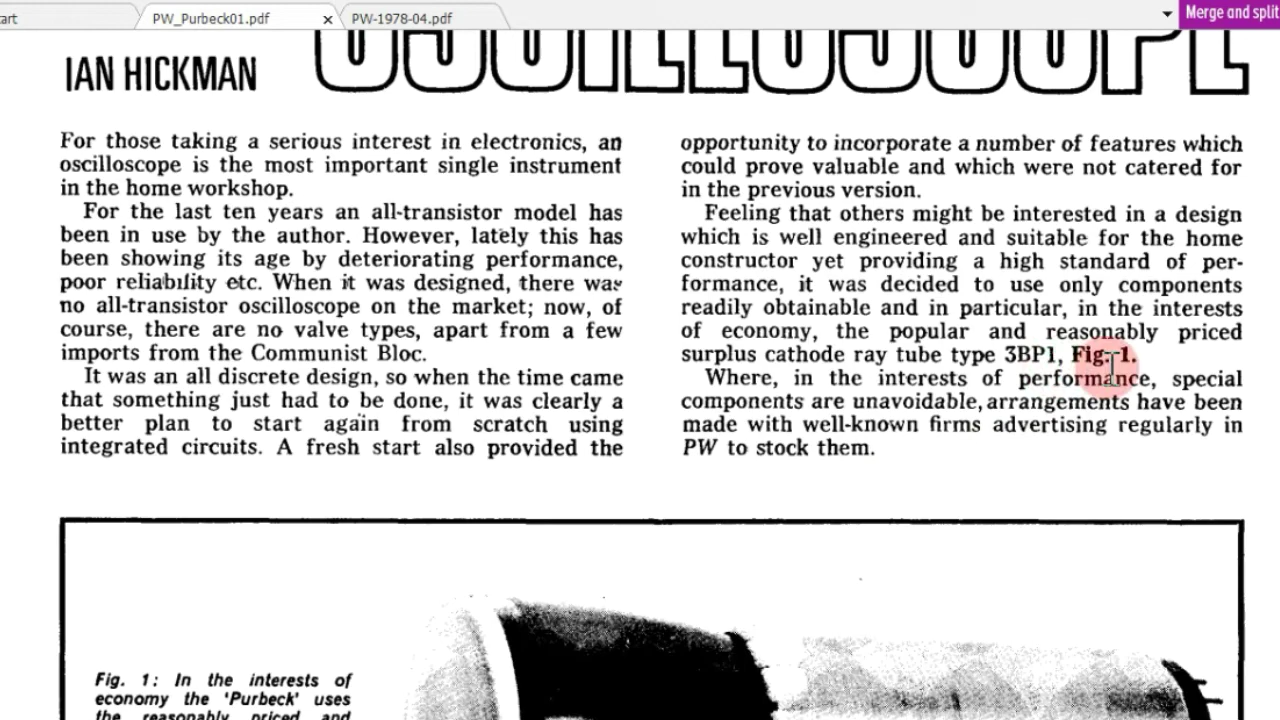 art
PW_Purbeck01.pdf
PW-1978-04.pdf
Merge and split
IAN HICKMAN
OSCILLOSCOPE
For those taking a serious interest in electronics, an
oscilloscope is the most important single instrument
in the home workshop.
For the last ten years an all-transistor model has
been in use by the author. However, lately this has
been showing its age by deteriorating performance,
poor reliability etc. When it was designed, there was
no all-transistor oscilloscope on the market; now, of
course, there are no valve types, apart from a few
imports from the Communist Bloc.
It was an all discrete design, so when the time came
that something just had to be done, it was clearly a
better plan to start again from scratch using
integrated circuits. A fresh start also provided the
opportunity to incorporate a number of features which
could prove valuable and which were not catered for
in the previous version.
Feeling that others might be interested in a design
which is well engineered and suitable for the home
constructor yet providing a high standard of per-
formance, it was decided to use only components
readily obtainable and in particular, in the interests
of economy, the popular and reasonably priced
surplus cathode ray tube type 3BP1, Fig. 1.
Where, in the interests of performance, special
components are unavoidable, arrangements have been
made with well-known firms advertising regularly in
PW to stock them.
Fig. 1: In the interests of
economy the 'Purbeck' uses
the reasonably priced and